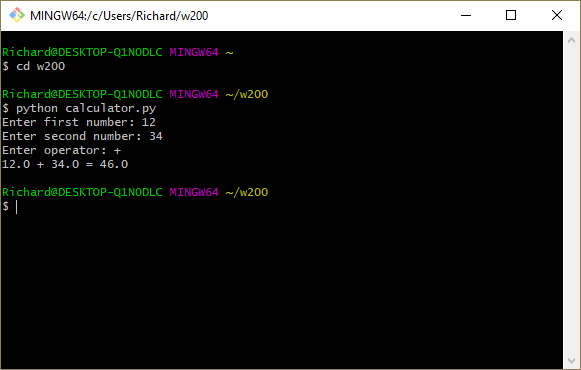 MINGW64:/c/Users/Richard/w200
Richard@DESKTOP-Q1NODLC MINGW64 ~
$ cd w200
Richard@DESKTOP-Q1NODLC MINGW64 ~/w200
$ python calculator.py
Enter first number: 12
Enter second number: 34
Enter operator: +
12.0 + 34.0 = 46.0
Richard@DESKTOP-Q1NODLC MINGW64 ~/w200
$